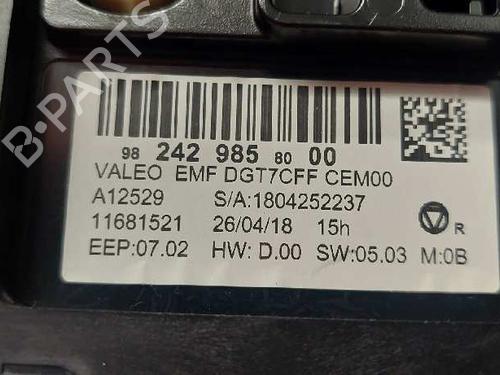 B-PARTS
98 242 985 80 00
VALEO EMF DGT7CFF CEM00
A12529 S/A:1804252237
11681521 26/04/18 15h
R
EEP:07.02 HW: D.00 SW:05.03 M:0B